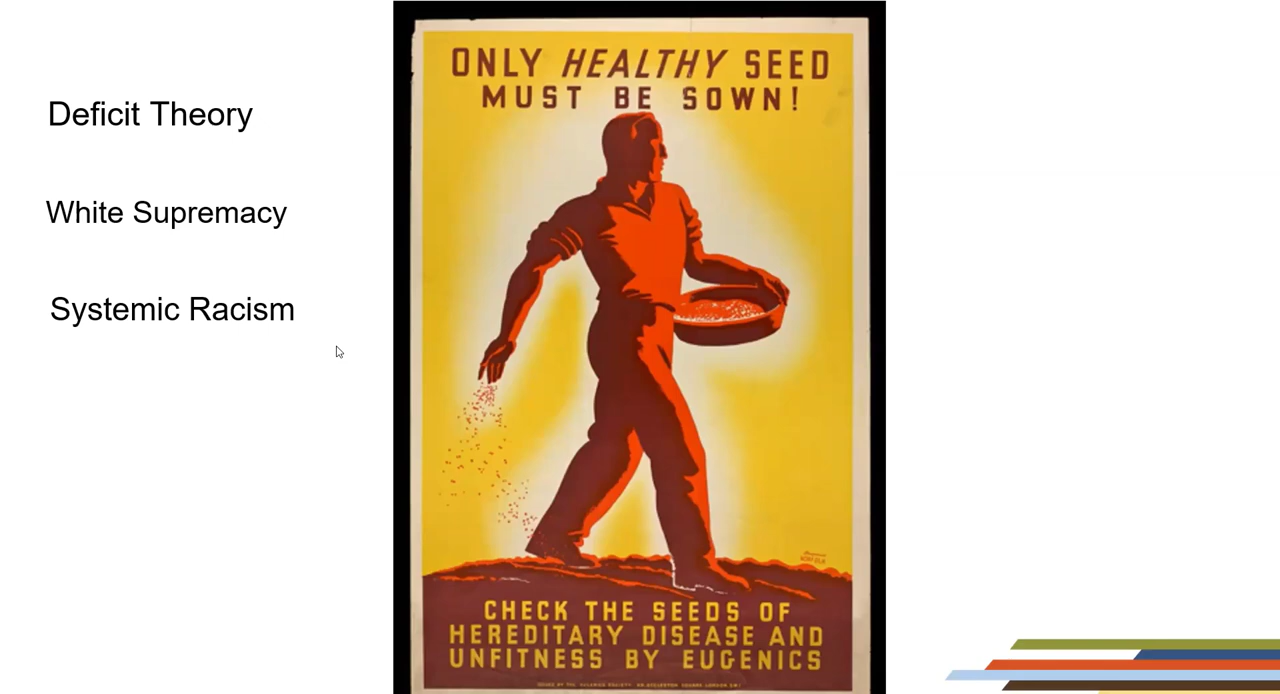 Deficit Theory
White Supremacy
Systemic Racism
ONLY HEALTHY SEED
MUST BE SOWN!
CHECK THE SEEDS OF
HEREDITARY DISEASE AND
UNFITNESS BY EUGENICS